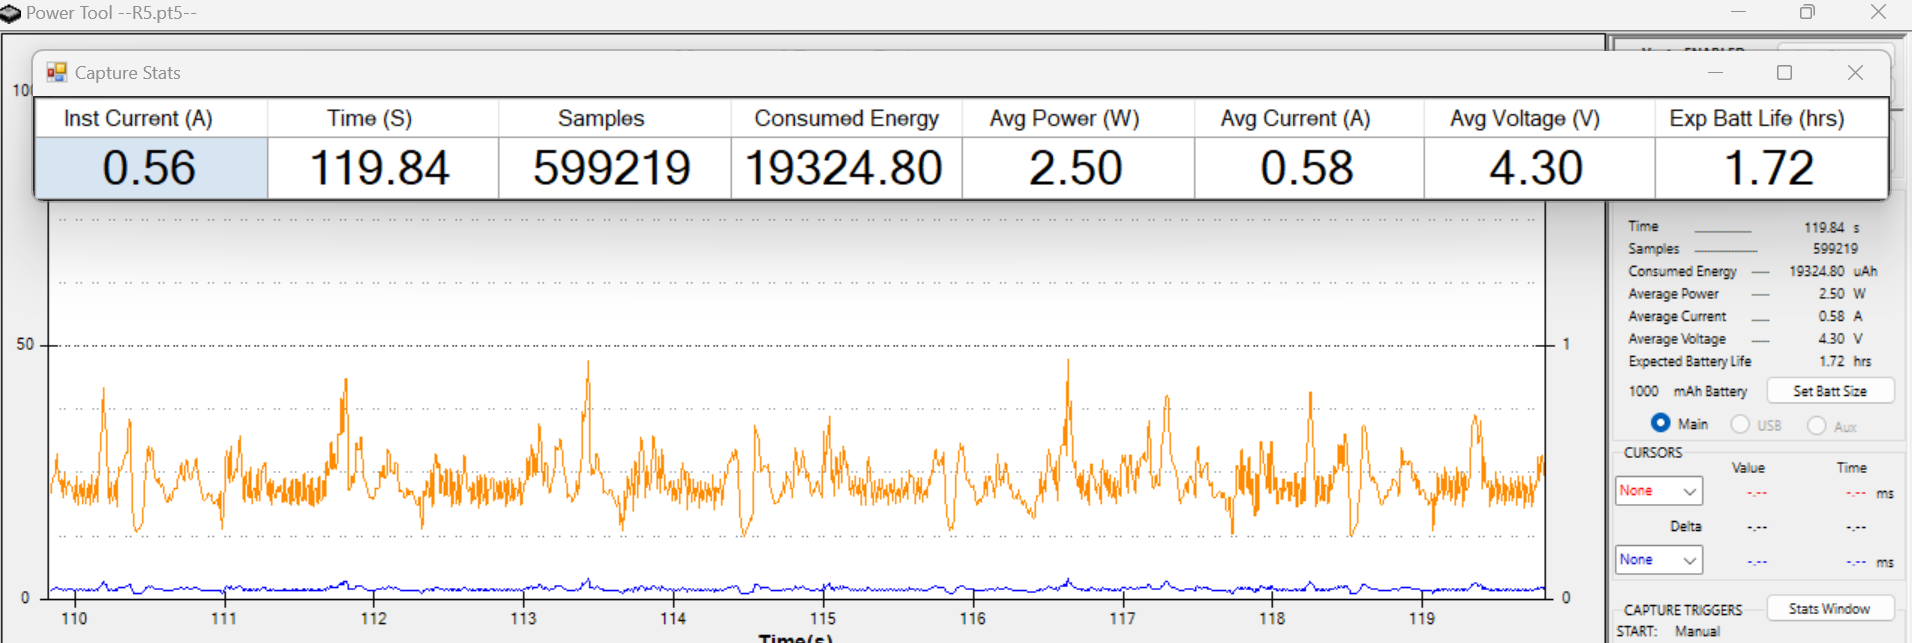 Power Tool --R5.pt5--
Capture Stats
Inst Current (A) Time (S) Samples Consumed Energy Avg Power (W) Avg Current (A) Avg Voltage (V) Exp Batt Life (hrs)
0.56 119.84 599219 19324.80 2.50 0.58 4.30 1.72
Time 119.84 s
Samples 599219
Consumed Energy 19324.80 uAh
Average Power 2.50 W
Average Current 0.58 A
Average Voltage 4.30 V
Expected Battery Life 1.72 hrs
1000 mAh Battery Set Batt Size
Main USB Aux
CURSORS
Value Time
None -.-- -.-- ms
Delta -.-- -.--
None -.-- -.-- ms
CAPTURE TRIGGERS Stats Window
START: Manual
50 1
0 0
110 111 112 113 114 115 116 117 118 119
Time(s)